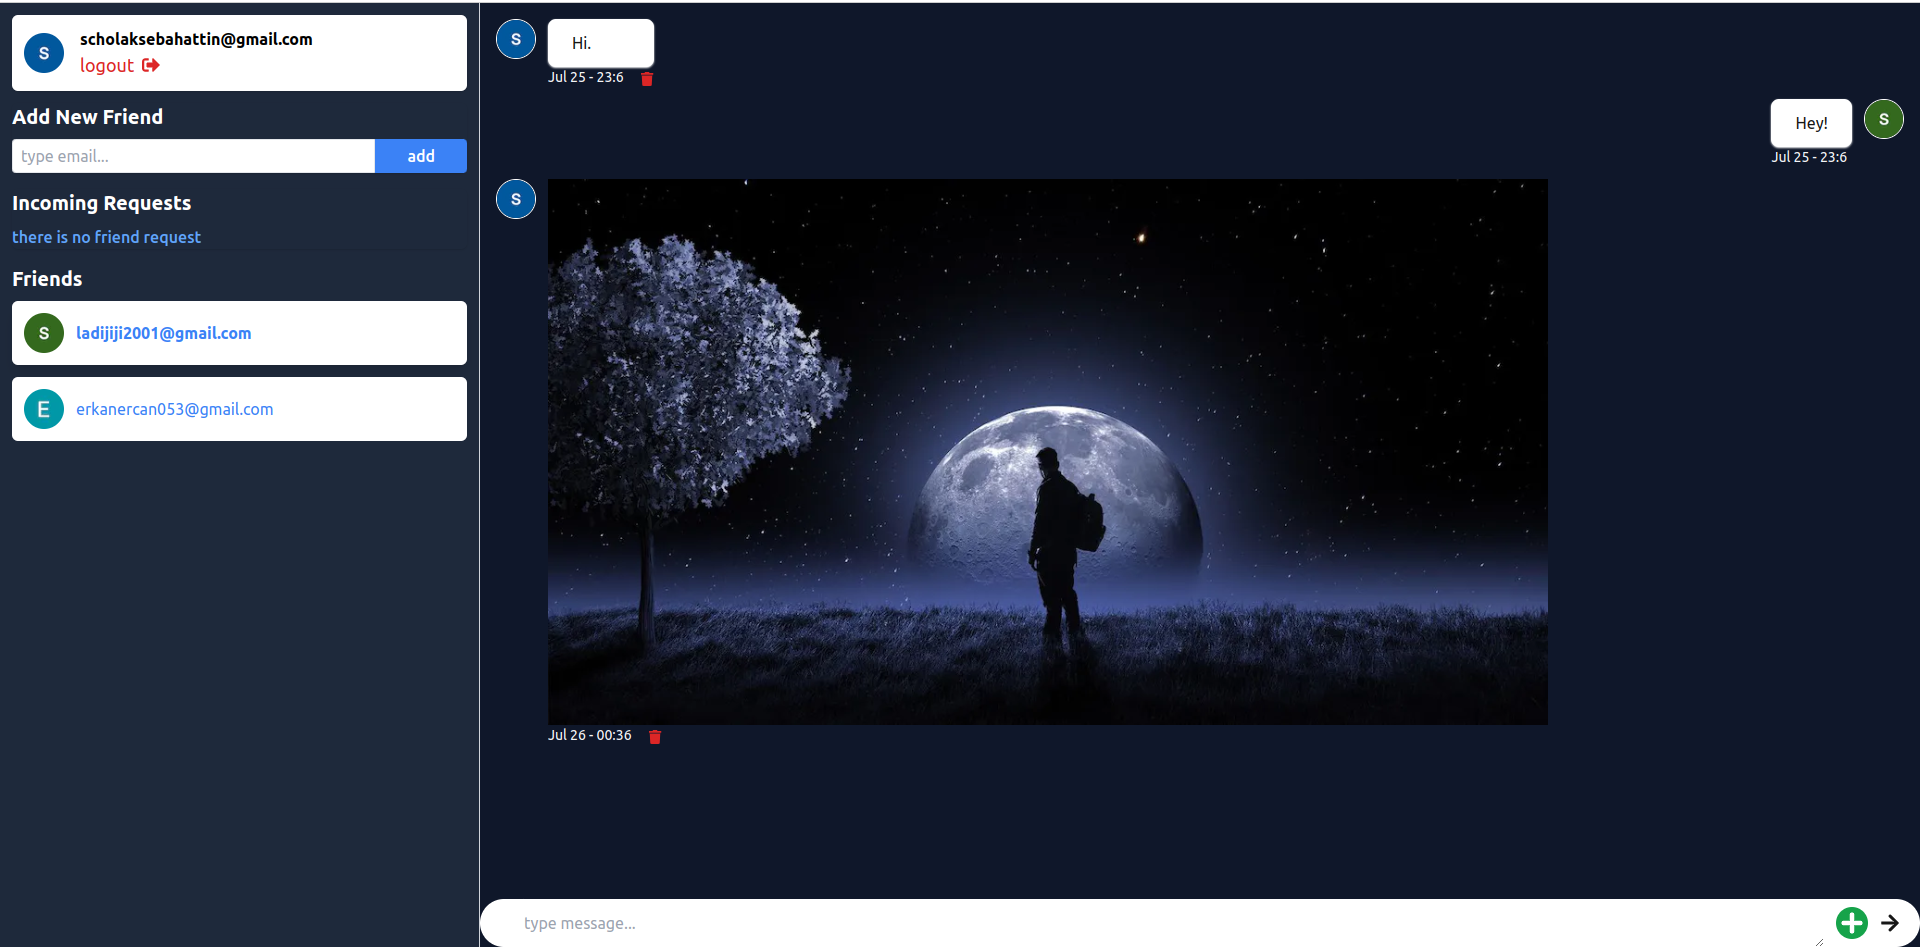 S
scholaksebahattin@gmail.com
logout
Add New Friend
type email...
add
Incoming Requests
there is no friend request
Friends
S
ladijiji2001@gmail.com
E
erkanercan053@gmail.com
S
Hi.
Jul 25 - 23:6
Hey!
S
Jul 25 - 23:6
S
Jul 26 - 00:36
type message...